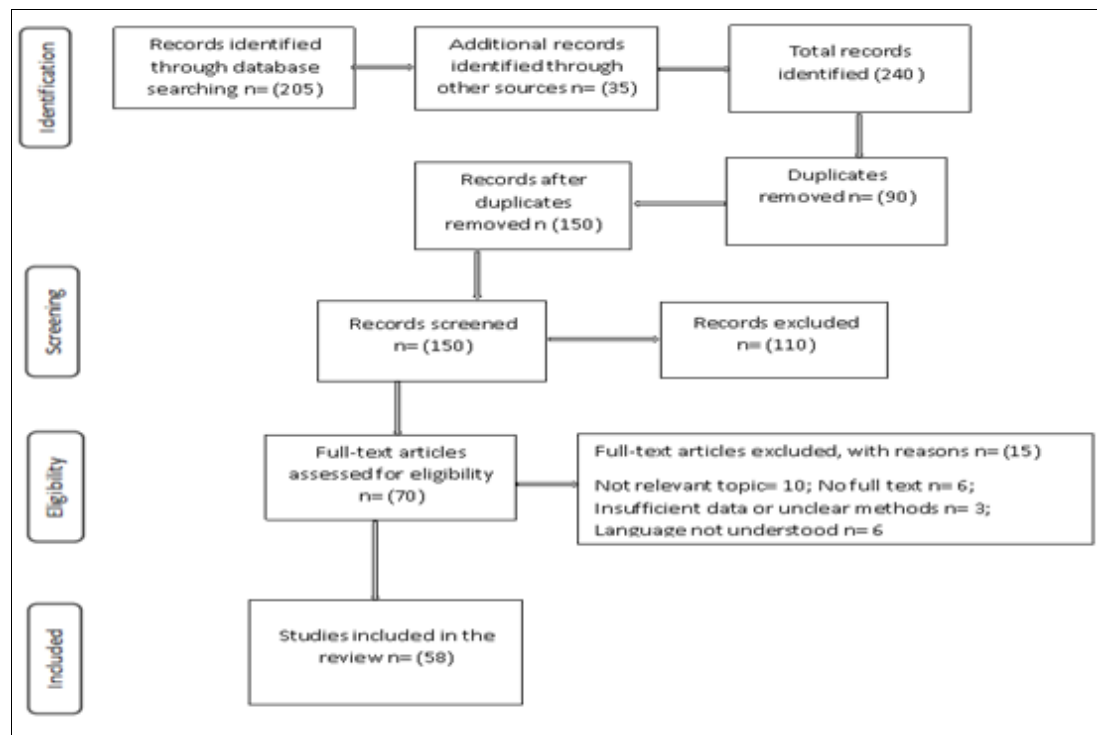 Identification
Records identified
through database
searching n= (205)
Additional records
identified through
other sources n= (35)
Total records
identified (240)
Records after
duplicates
removed n (150)
Duplicates
removed n= (90)
Screening
Records screened
n= (150)
Records excluded
n= (110)
Eligibility
Full-text articles
assessed for eligibility
n= (70)
Full-text articles excluded, with reasons n= (15)
Not relevant topic= 10; No full text n= 6;
Insufficient data or unclear methods n= 3;
Language not understood n= 6
Included
Studies included in the
review n= (58)